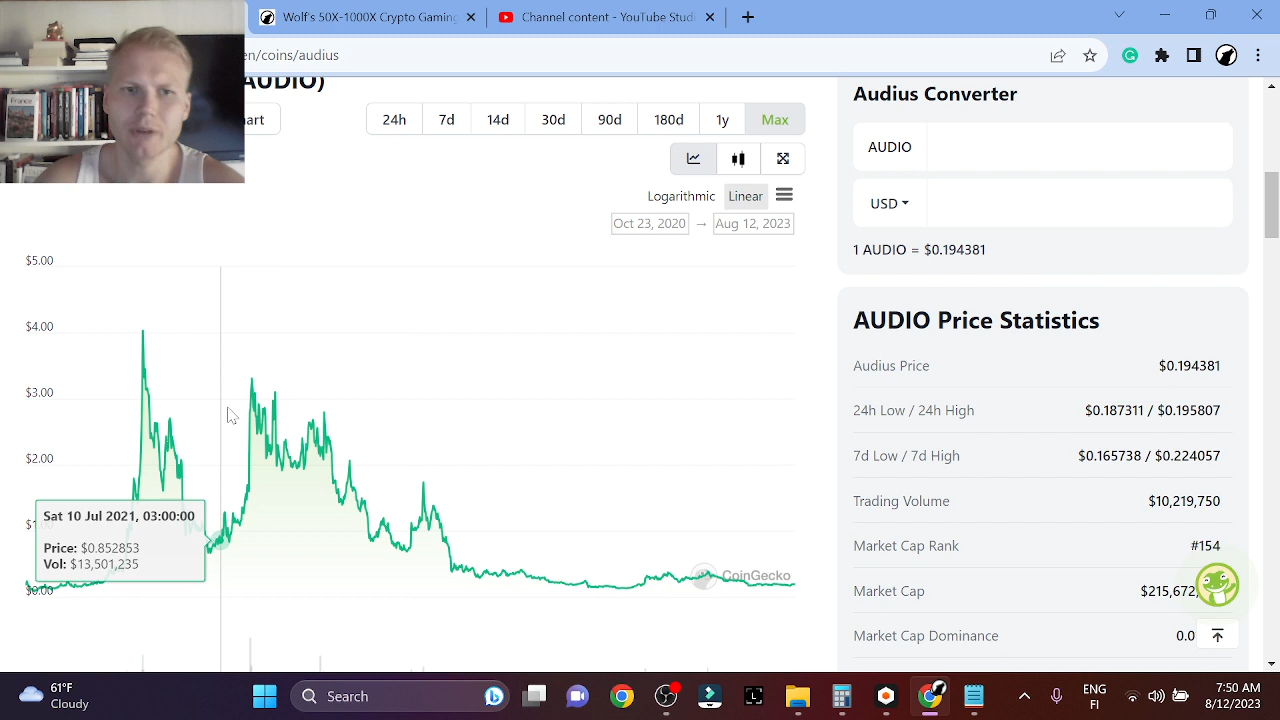 Wolf's 50X-1000X Crypto Gaming
Channel content - YouTube Studi
en/coins/audius
AUDIO)
Audius Converter
24h
7d
14d
30d
90d
180d
1y
Max
AUDIO
Logarithmic
Linear
USD
Oct 23, 2020 → Aug 12, 2023
1 AUDIO = $0.194381
$5.00
$4.00
$3.00
$2.00
$0.00
AUDIO Price Statistics
Audius Price $0.194381
24h Low / 24h High $0.187311 / $0.195807
7d Low / 7d High $0.165738 / $0.224057
Trading Volume $10,219,750
Market Cap Rank #154
Market Cap $215,672
Market Cap Dominance 0.0
Sat 10 Jul 2021, 03:00:00
Price: $0.852853
Vol: $13,501,235
CoinGecko
France
61°F
Cloudy
Search
ENG
FI
7:50 AM
8/12/2023